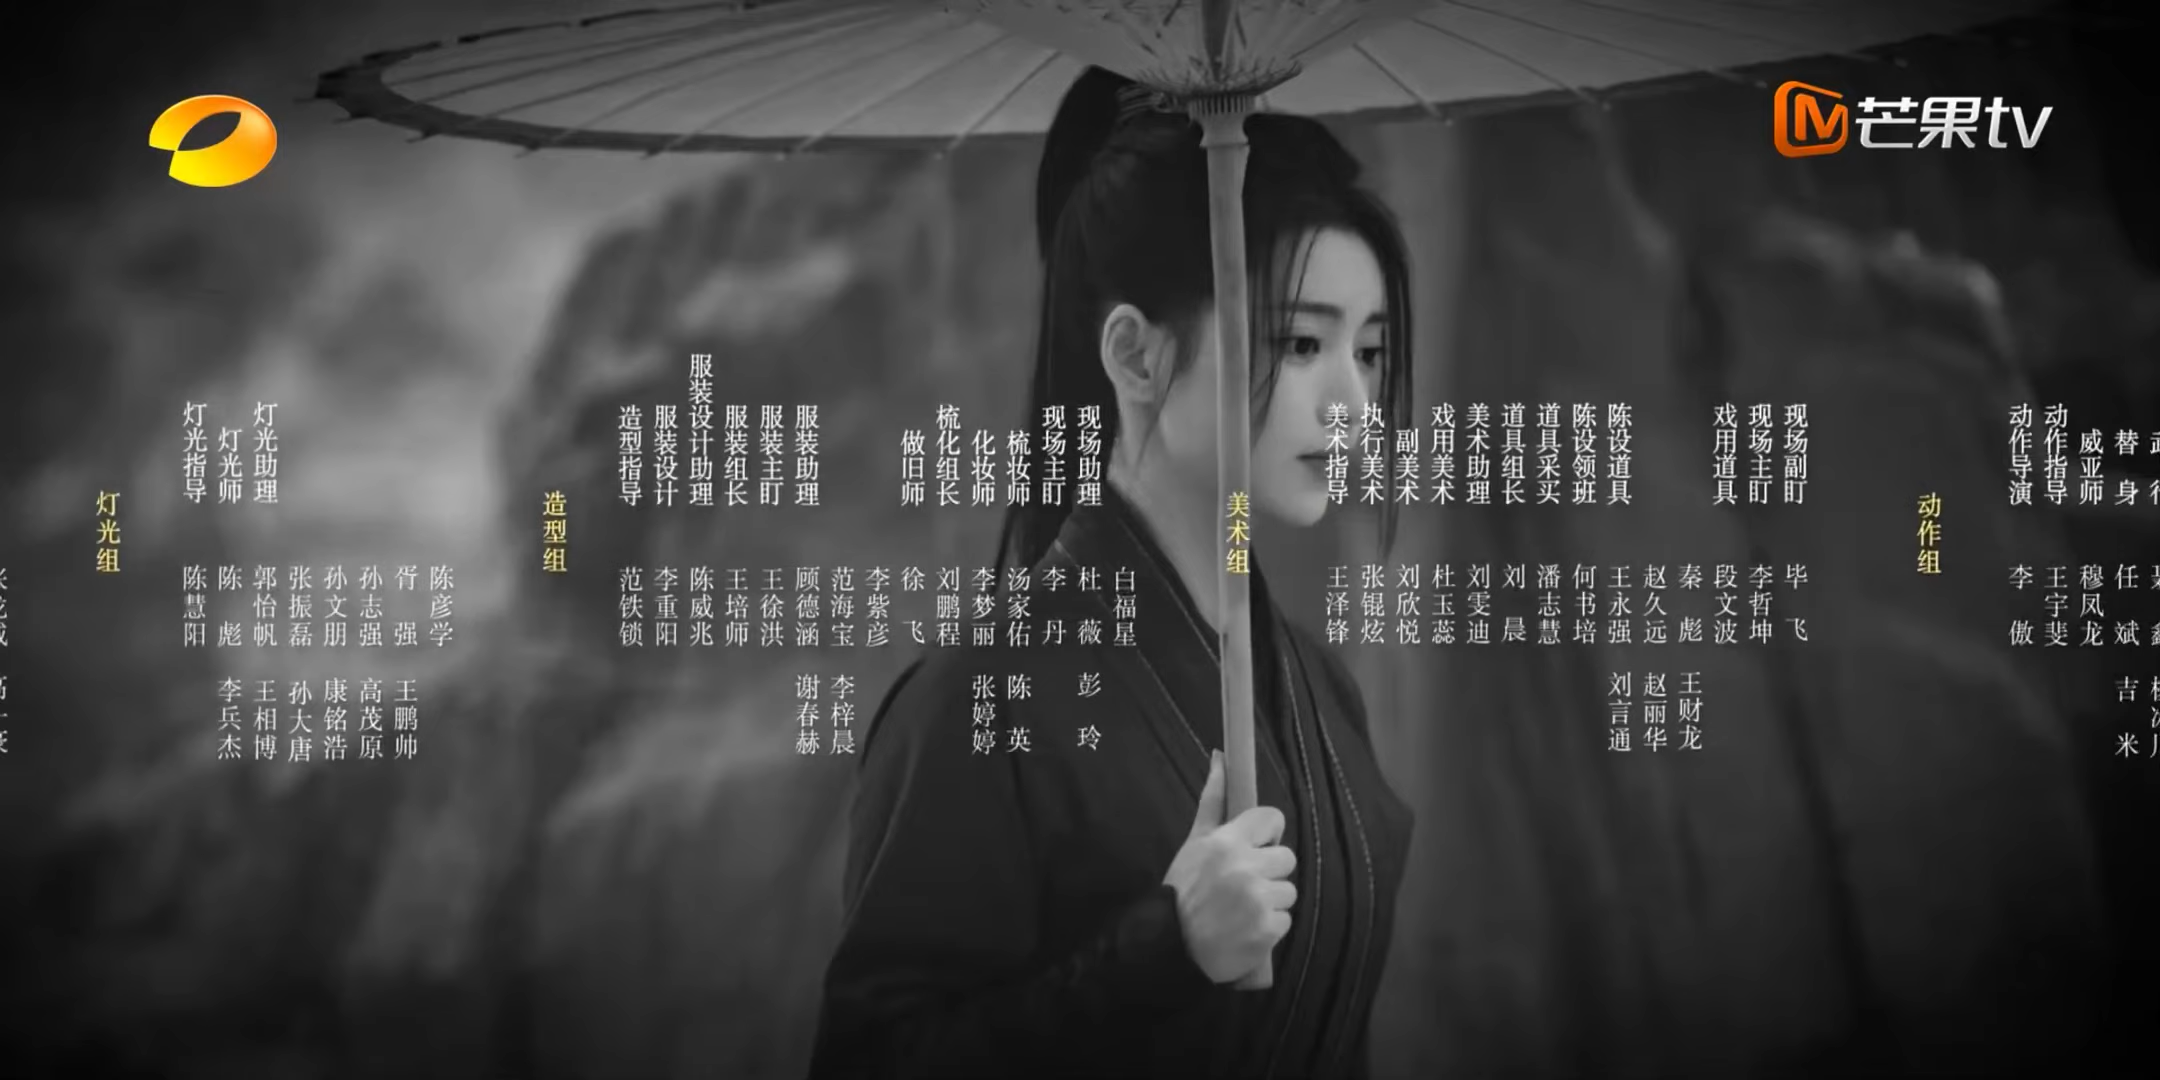 芒果tv
灯光组
灯光指导
陈慧阳
灯光师
陈彪
李兵杰
灯光助理
郭怡帆
王相博
张振磊
孙大唐
孙文朋
康铭浩
孙志强
高茂原
胥强
王鹏帅
陈彦学
造型组
造型指导
范铁锁
服装设计
李重阳
服装设计助理
陈威兆
服装组长
王培师
服装主盯
王徐洪
服装助理
顾德涵
谢春赫
范海宝
李梓晨
李紫彦
做旧师
徐飞
梳化组长
刘鹏程
化妆师
李梦丽
张婷婷
梳妆师
汤家佑
陈英
现场主盯
李丹
现场助理
杜薇
彭玲
白福星
美术组
美术指导
王泽锋
执行美术
张锟炫
副美术
刘欣悦
戏用美术
杜玉蕊
美术助理
刘雯迪
道具组长
刘晨
道具采买
潘志慧
陈设领班
何书培
陈设道具
王永强
刘言通
赵久远
赵丽华
秦彪
王财龙
戏用道具
段文波
现场主盯
李哲坤
现场副盯
毕飞
动作组
动作导演
李傲
动作指导
王宇斐
威亚师
穆凤龙
替身
任斌
吉米